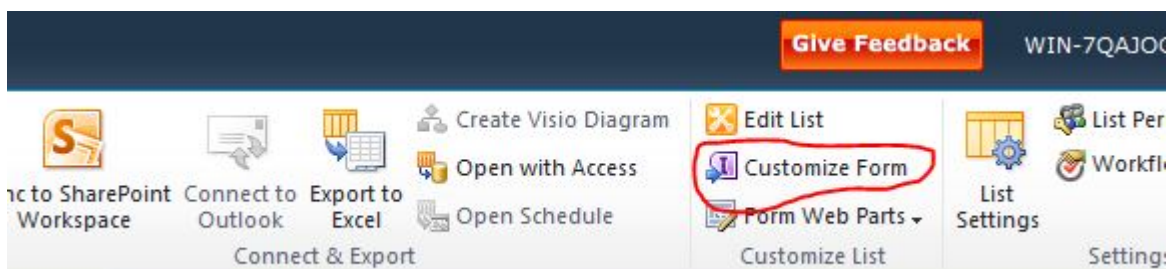 Give Feedback
WIN-7QAJOC
nc to SharePoint
Workspace
Connect to
Outlook
Export to
Excel
Create Visio Diagram
Open with Access
Open Schedule
Connect & Export
Edit List
Customize Form
Form Web Parts
Customize List
List
Settings
List Per
Workfl
Settings